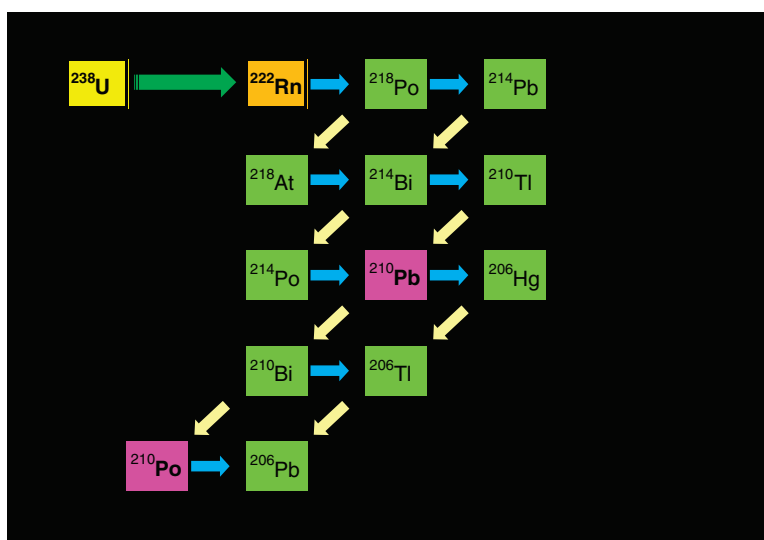 ²³⁸U ²²²Rn ²¹⁸Po ²¹⁴Pb
²¹⁸At ²¹⁴Bi ²¹⁰Tl
²¹⁴Po ²¹⁰Pb ²⁰⁶Hg
²¹⁰Bi ²⁰⁶Tl
²¹⁰Po ²⁰⁶Pb